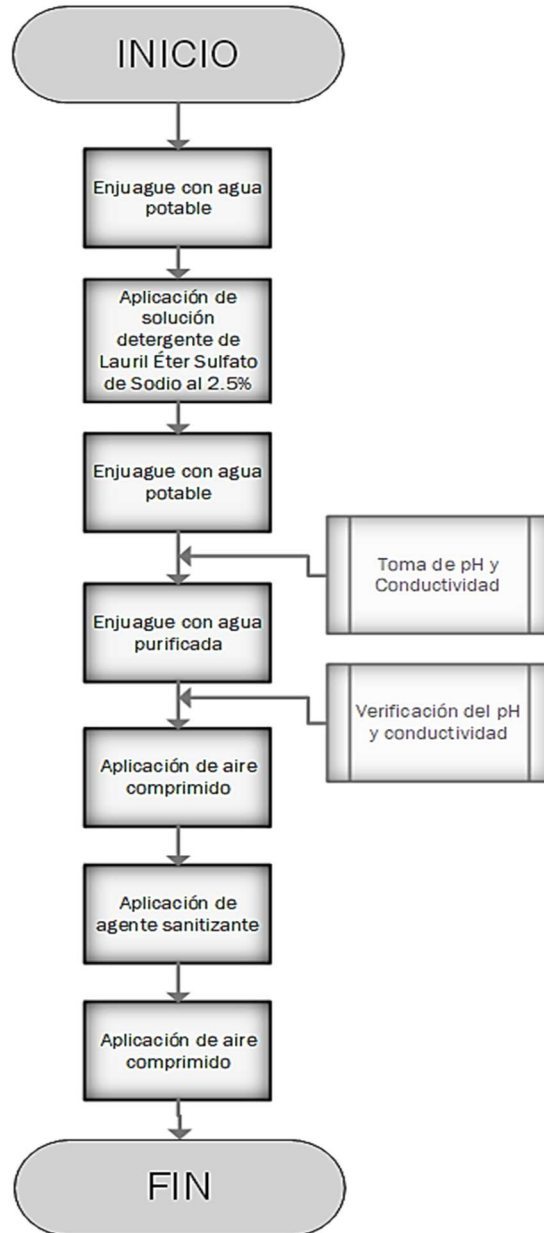 INICIO
Enjuague con agua
potable
Aplicación de
solución
detergente de
Lauril Éter Sulfato
de Sodio al 2.5%
Enjuague con agua
potable
Toma de pH y
Conductividad
Enjuague con agua
purificada
Verificación del pH
y conductividad
Aplicación de aire
comprimido
Aplicación de
agente sanitizante
Aplicación de aire
comprimido
FIN